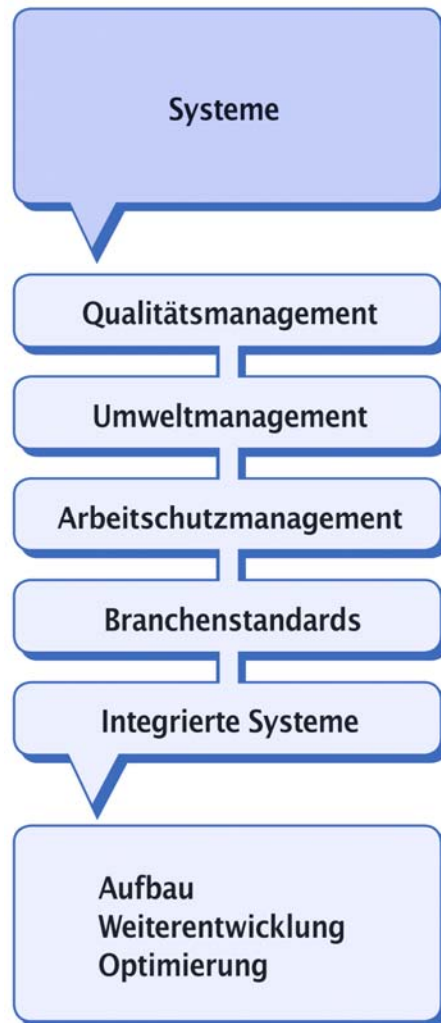 Systeme
Qualitätsmanagement
Umweltmanagement
Arbeitschutzmanagement
Branchenstandards
Integrierte Systeme
Aufbau
Weiterentwicklung
Optimierung